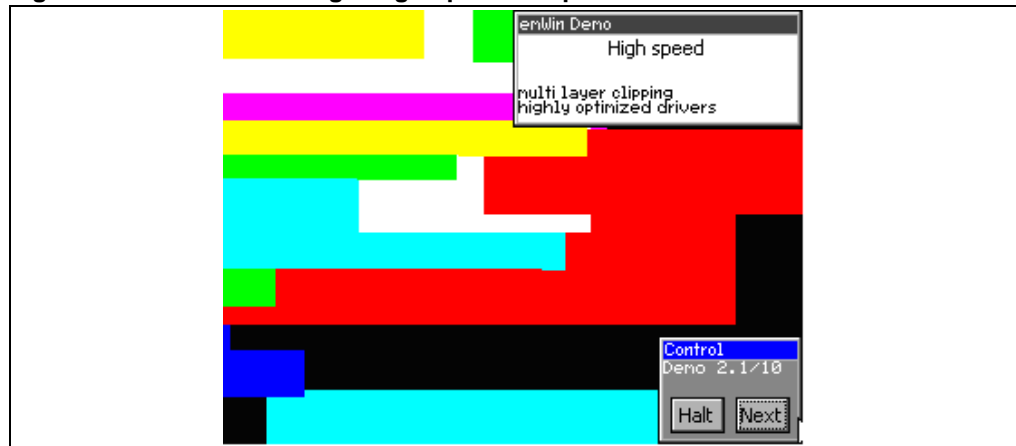 emWin Demo
High speed
multi layer clipping
highly optimized drivers
Control
Demo 2.1/10
Halt Next